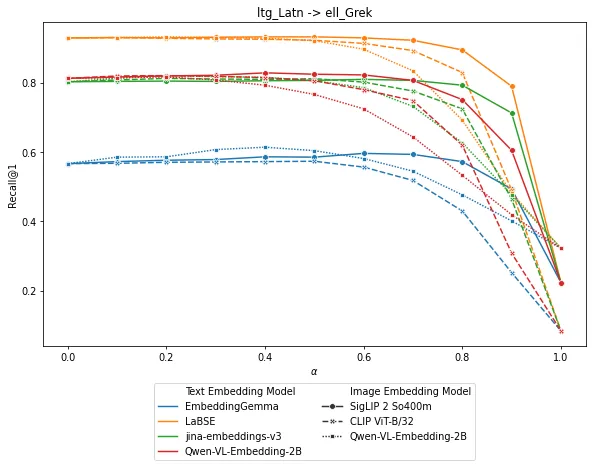 ltg_Latn -> ell_Grek
Recall@1
0.8
0.6
0.4
0.2
0.0 0.2 0.4 0.6 0.8 1.0
α
Text Embedding Model Image Embedding Model
EmbeddingGemma SigLIP 2 So400m
LaBSE CLIP ViT-B/32
jina-embeddings-v3 Qwen-VL-Embedding-2B
Qwen-VL-Embedding-2B